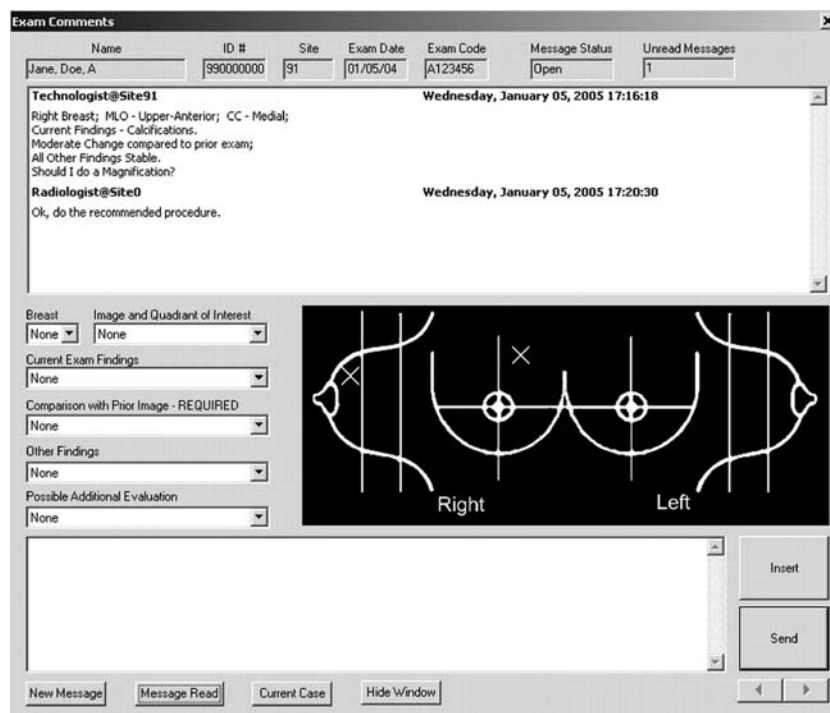 Exam Comments
Name ID # Site Exam Date Exam Code Message Status Unread Messages
Jane, Doe, A 990000000 91 01/05/04 A123456 Open 1
Technologist@Site91 Wednesday, January 05, 2005 17:16:18
Right Breast; MLO - Upper-Anterior; CC - Medial;
Current Findings - Calcifications.
Moderate Change compared to prior exam;
All Other Findings Stable.
Should I do a Magnification?
Radiologist@Site0 Wednesday, January 05, 2005 17:20:30
Ok, do the recommended procedure.
Breast Image and Quadrant of Interest
None None
Current Exam Findings
None
Comparison with Prior Image - REQUIRED
None
Other Findings
None
Possible Additional Evaluation
None
Right Left
Insert
Send
New Message Message Read Current Case Hide Window